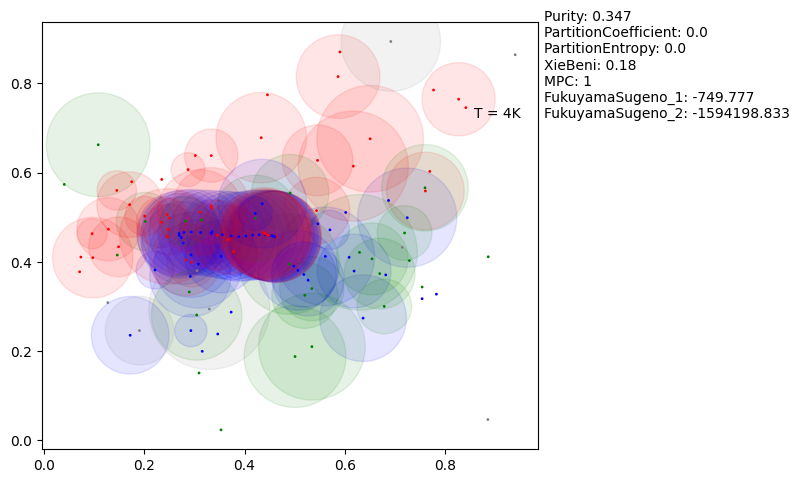 Purity: 0.347
PartitionCoefficient: 0.0
PartitionEntropy: 0.0
XieBeni: 0.18
MPC: 1
FukuyamaSugeno_1: -749.777
FukuyamaSugeno_2: -1594198.833
T = 4K
0.8
0.6
0.4
0.2
0.0
0.0 0.2 0.4 0.6 0.8